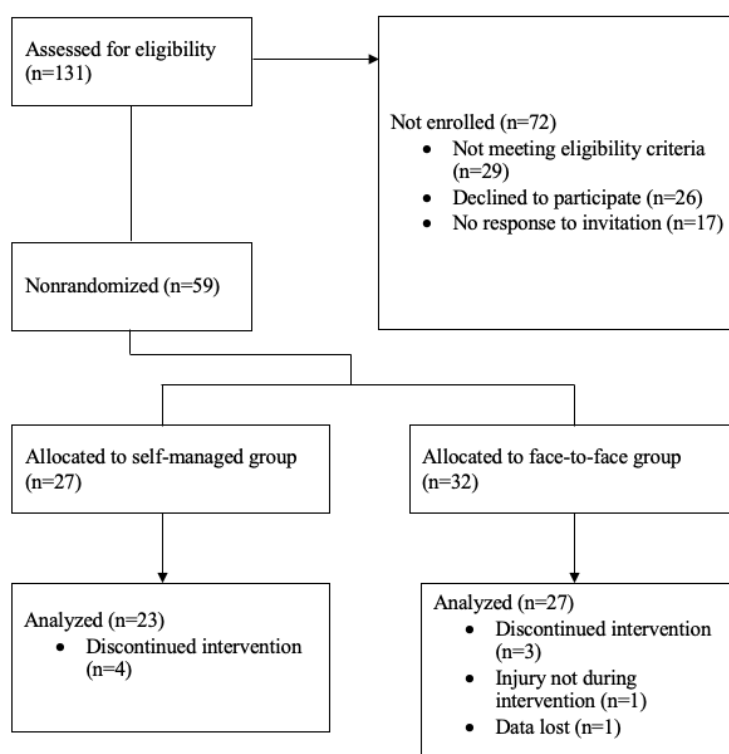 Assessed for eligibility
(n=131)
Not enrolled (n=72)
• Not meeting eligibility criteria
(n=29)
• Declined to participate (n=26)
• No response to invitation (n=17)
Nonrandomized (n=59)
Allocated to self-managed group
(n=27)
Allocated to face-to-face group
(n=32)
Analyzed (n=23)
• Discontinued intervention
(n=4)
Analyzed (n=27)
• Discontinued intervention
(n=3)
• Injury not during
intervention (n=1)
• Data lost (n=1)